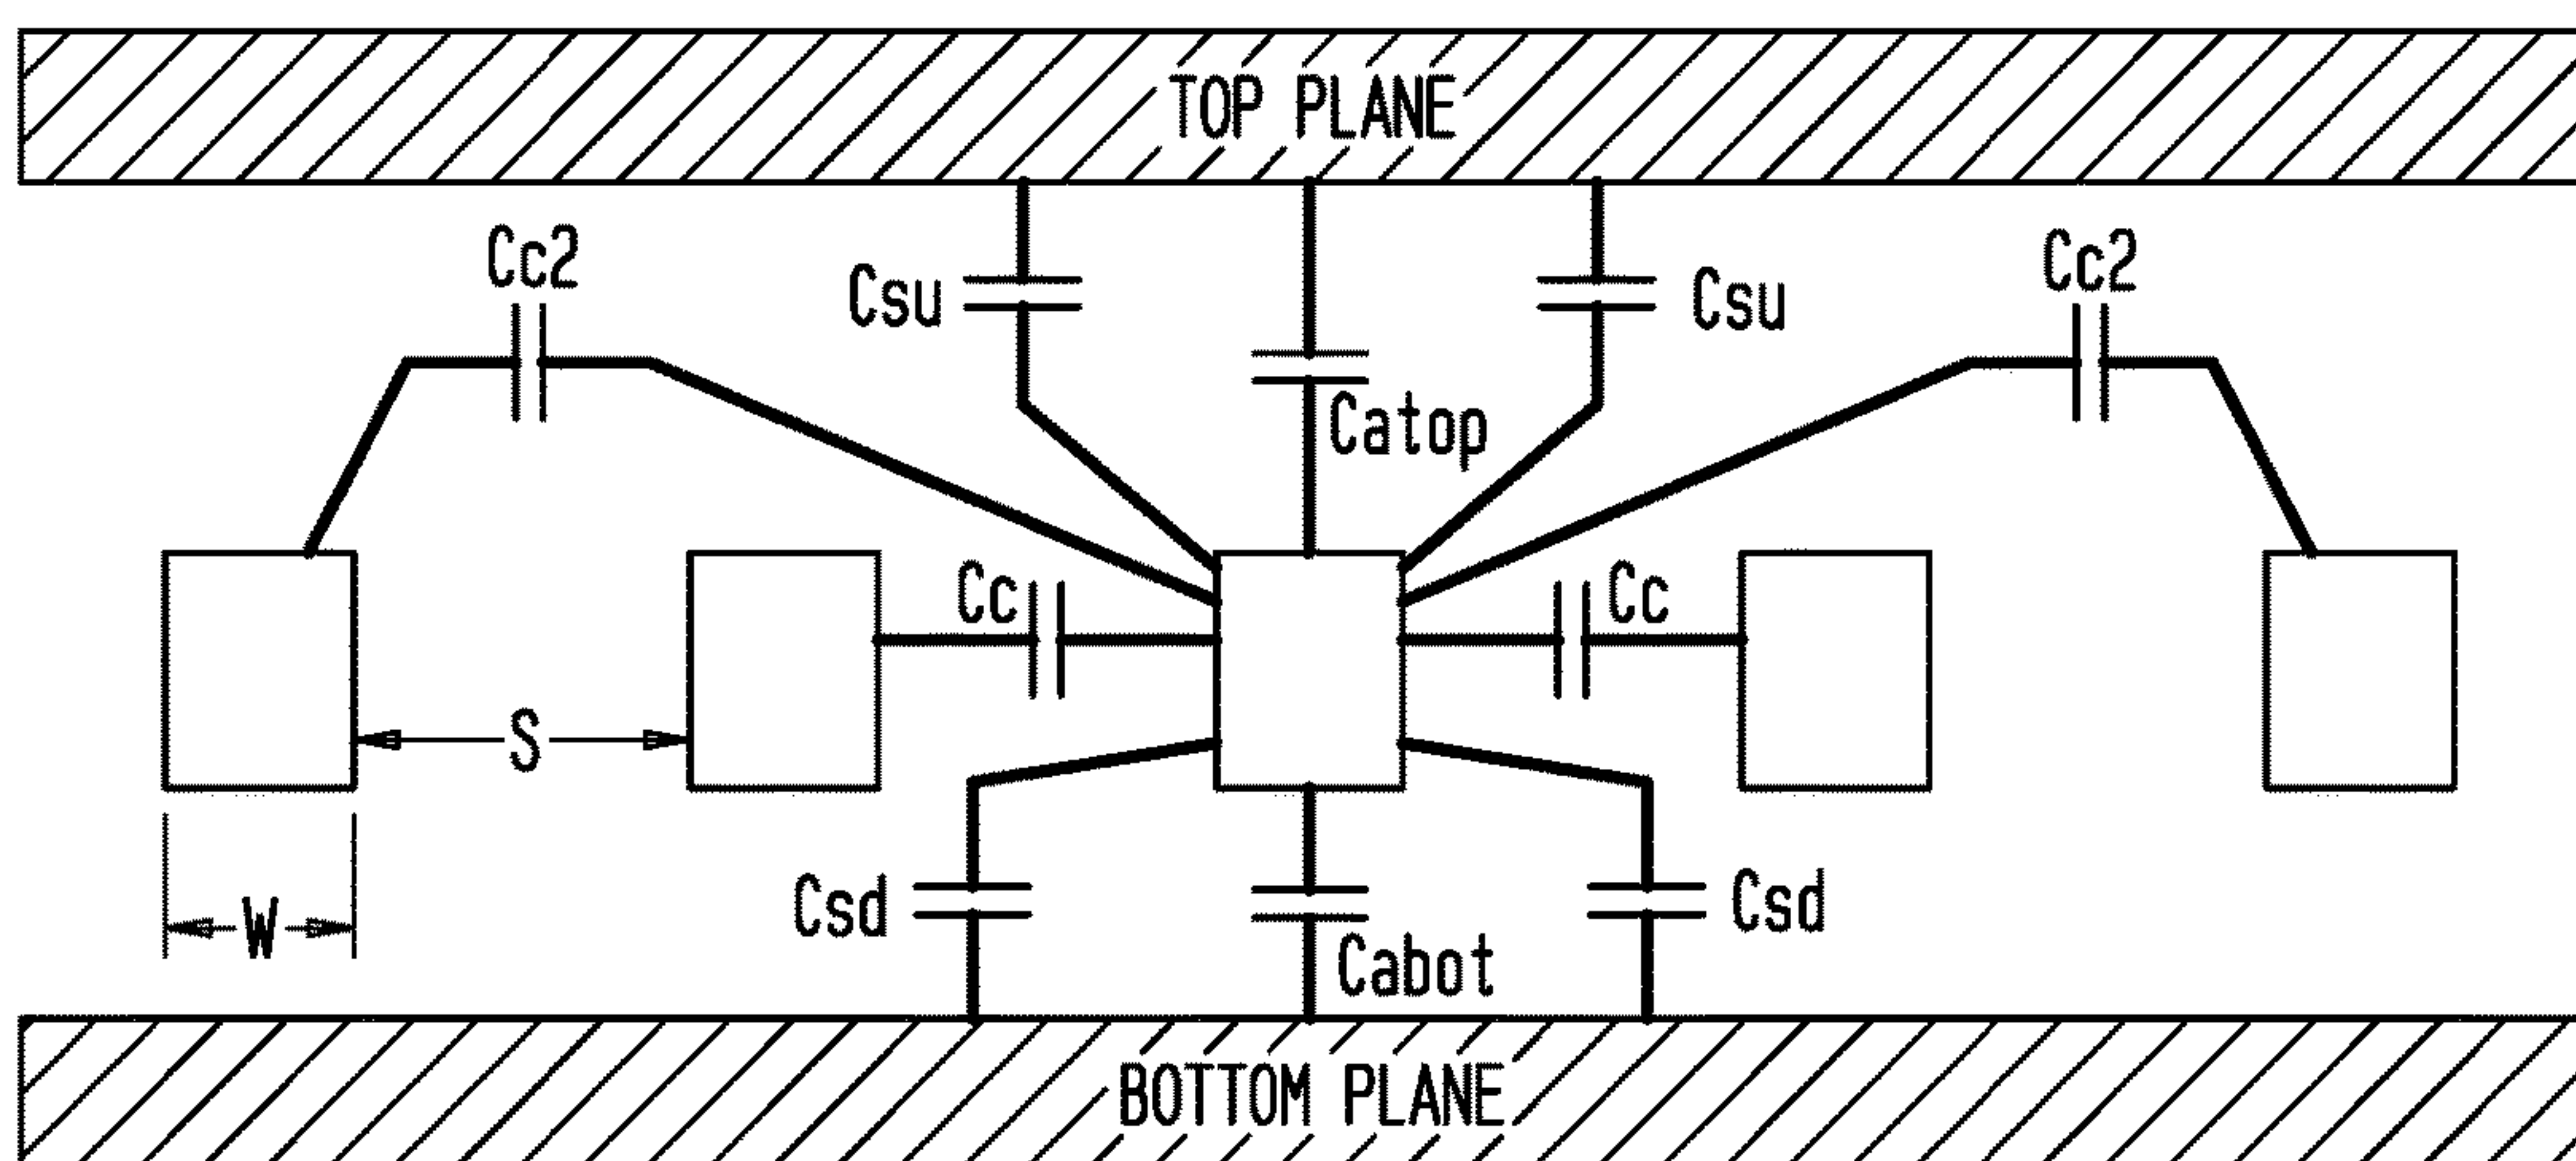 TOP PLANE
Cc2
Csu
Csu
Cc2
Catop
Cc
Cc
S
W
Csd
Csd
Cabot
BOTTOM PLANE